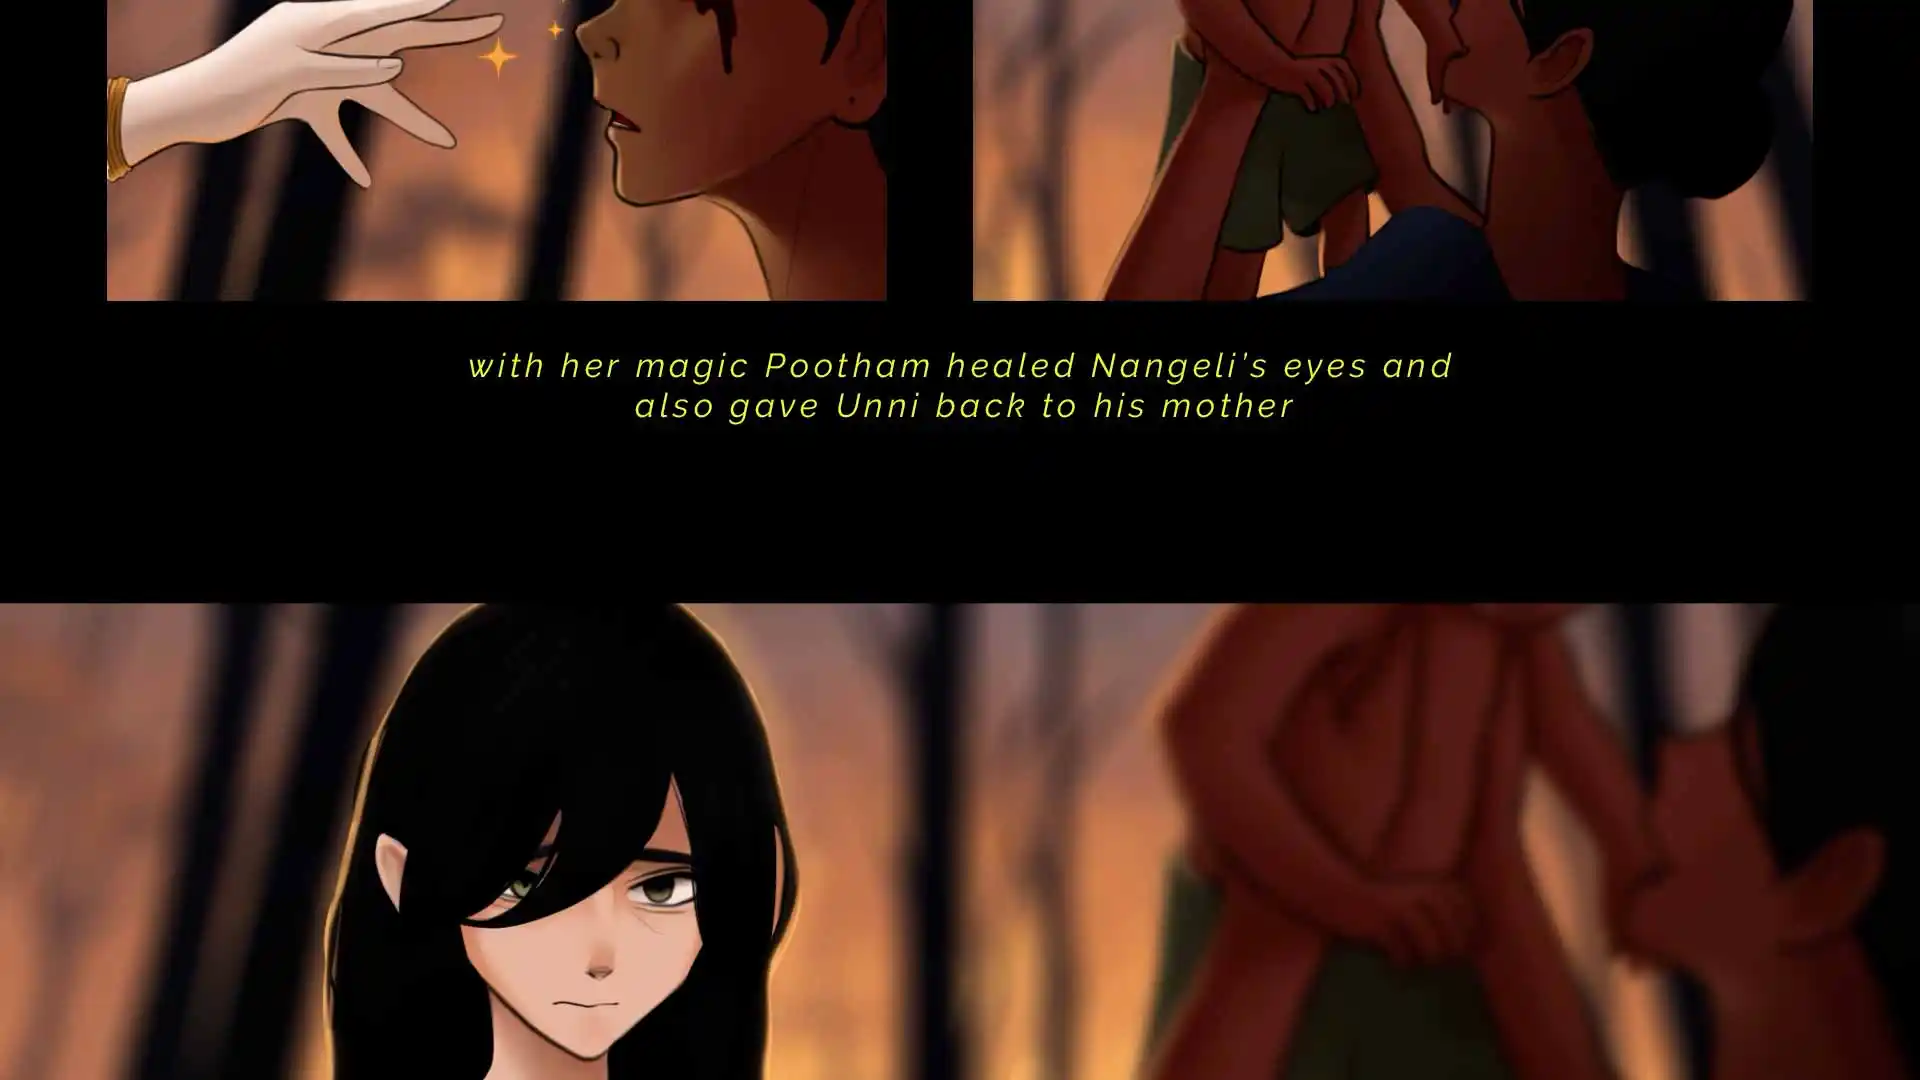 with her magic Pootham healed Nangeli's eyes and
also gave Unni back to his mother